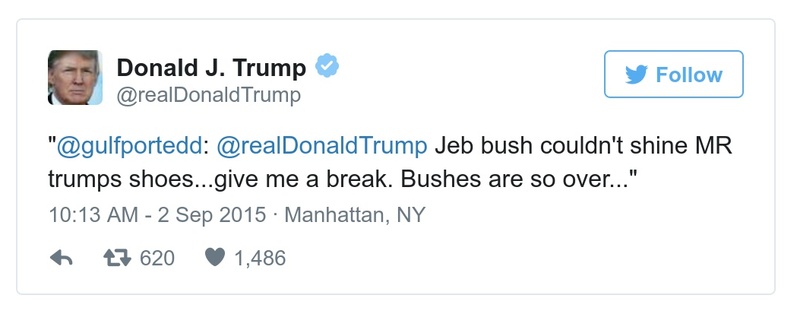 Donald J. Trump
@realDonaldTrump
Follow
"@gulfportedd: @realDonaldTrump Jeb bush couldn't shine MR
trumps shoes...give me a break. Bushes are so over..."
10:13 AM - 2 Sep 2015 · Manhattan, NY
620 1,486